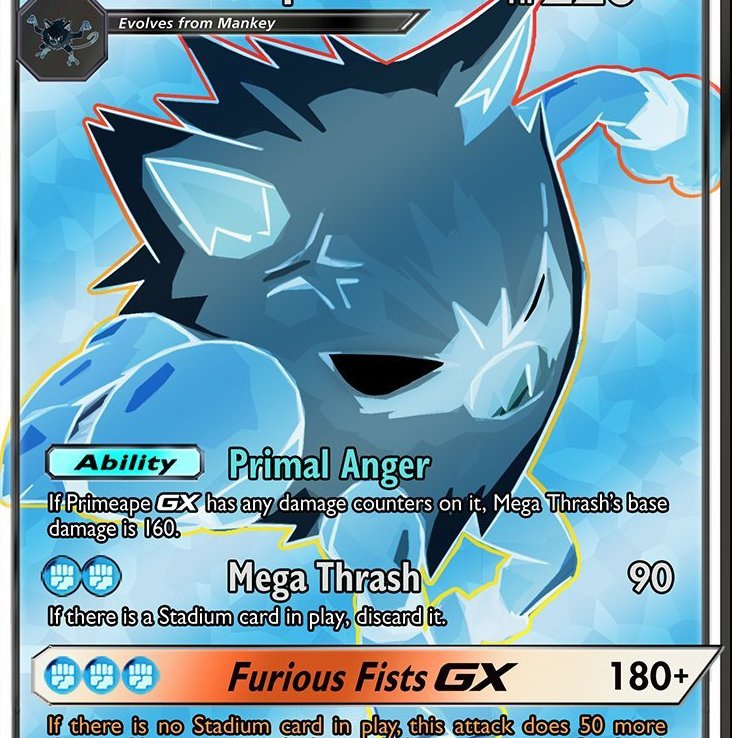 Evolves from Mankey
Ability Primal Anger
If Primeape GX has any damage counters on it, Mega Thrash's base
damage is 160.
Mega Thrash 90
If there is a Stadium card in play, discard it.
Furious Fists GX 180+
If there is no Stadium card in play, this attack does 50 more